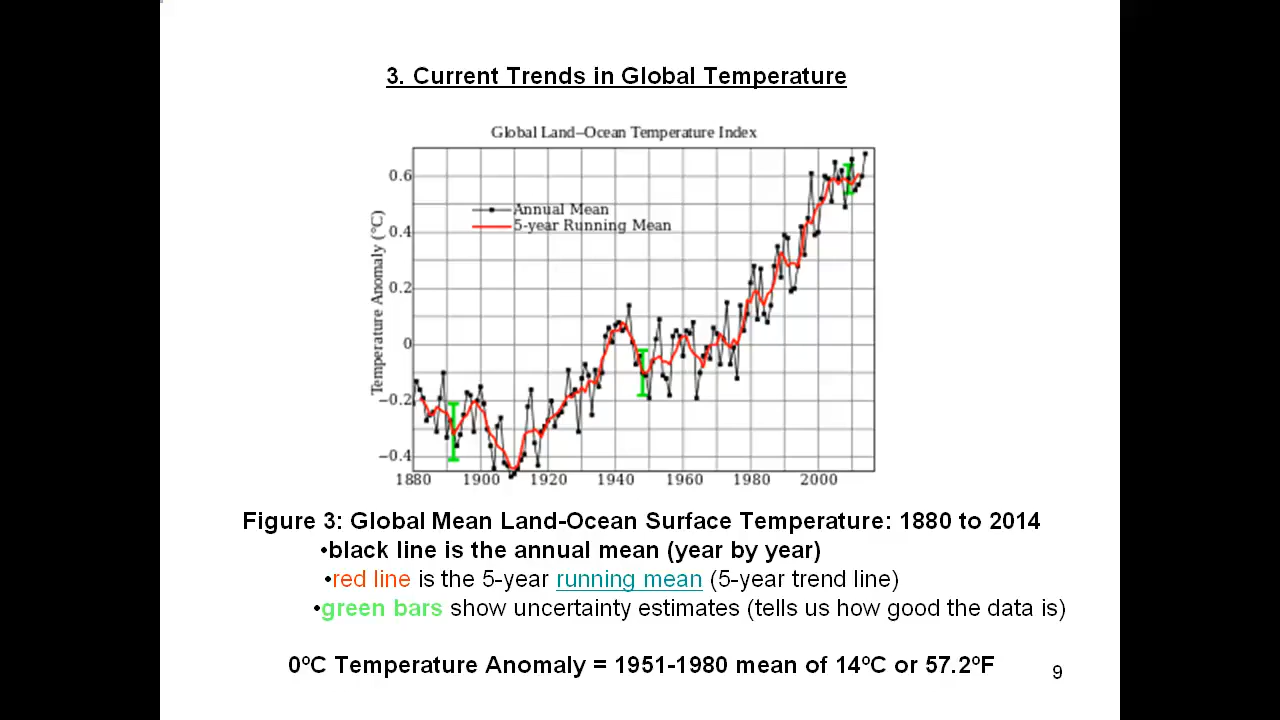 3. Current Trends in Global Temperature
Global Land–Ocean Temperature Index
Temperature Anomaly (°C)
0.6
0.4
0.2
0
−0.2
−0.4
Annual Mean
5-year Running Mean
1880 1900 1920 1940 1960 1980 2000
Figure 3: Global Mean Land-Ocean Surface Temperature: 1880 to 2014
•black line is the annual mean (year by year)
•red line is the 5-year running mean (5-year trend line)
•green bars show uncertainty estimates (tells us how good the data is)
0ºC Temperature Anomaly = 1951-1980 mean of 14ºC or 57.2ºF
9